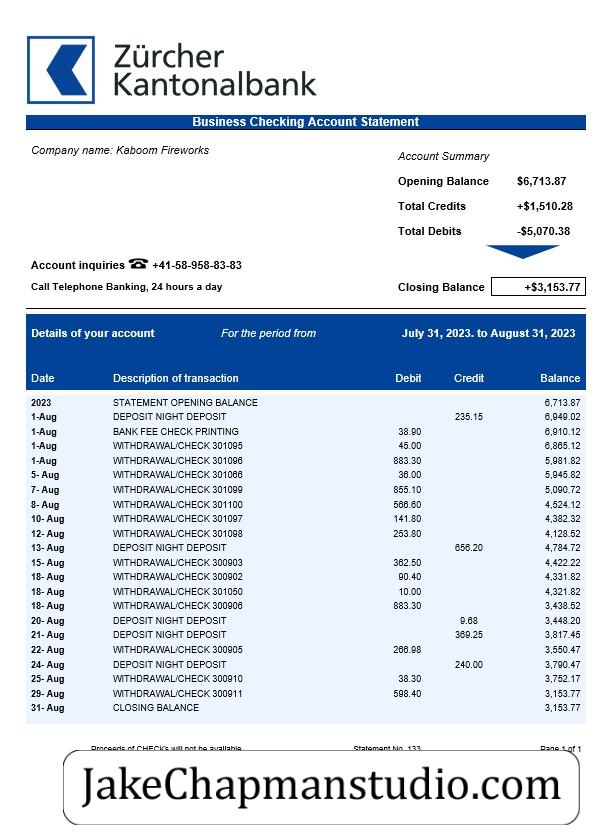 Zürcher
Kantonalbank
Business Checking Account Statement
Company name: Kaboom Fireworks
Account Summary
Opening Balance $6,713.87
Total Credits +$1,510.28
Total Debits -$5,070.38
Account inquiries ☎ +41-58-958-83-83
Call Telephone Banking, 24 hours a day
Closing Balance +$3,153.77
Details of your account For the period from July 31, 2023. to August 31, 2023
Date Description of transaction Debit Credit Balance
2023 STATEMENT OPENING BALANCE 6,713.87
1-Aug DEPOSIT NIGHT DEPOSIT 235.15 6,949.02
1-Aug BANK FEE CHECK PRINTING 38.90 6,910.12
1-Aug WITHDRAWAL/CHECK 301095 45.00 6,865.12
1-Aug WITHDRAWAL/CHECK 301096 883.30 5,981.82
5- Aug WITHDRAWAL/CHECK 301066 36.00 5,945.82
7- Aug WITHDRAWAL/CHECK 301099 855.10 5,090.72
8- Aug WITHDRAWAL/CHECK 301100 566.60 4,524.12
10- Aug WITHDRAWAL/CHECK 301097 141.80 4,382.32
12- Aug WITHDRAWAL/CHECK 301098 253.80 4,128.52
13- Aug DEPOSIT NIGHT DEPOSIT 656.20 4,784.72
15- Aug WITHDRAWAL/CHECK 300903 362.50 4,422.22
18- Aug WITHDRAWAL/CHECK 300902 90.40 4,331.82
18- Aug WITHDRAWAL/CHECK 301050 10.00 4,321.82
18- Aug WITHDRAWAL/CHECK 300906 883.30 3,438.52
20- Aug DEPOSIT NIGHT DEPOSIT 9.68 3,448.20
21- Aug DEPOSIT NIGHT DEPOSIT 369.25 3,817.45
22- Aug WITHDRAWAL/CHECK 300905 266.98 3,550.47
24- Aug DEPOSIT NIGHT DEPOSIT 240.00 3,790.47
25- Aug WITHDRAWAL/CHECK 300910 38.30 3,752.17
29- Aug WITHDRAWAL/CHECK 300911 598.40 3,153.77
31- Aug CLOSING BALANCE 3,153.77
Proceeds of CHECK's will not be available Statement No. 133 Page 1 of 1
JakeChapmanstudio.com